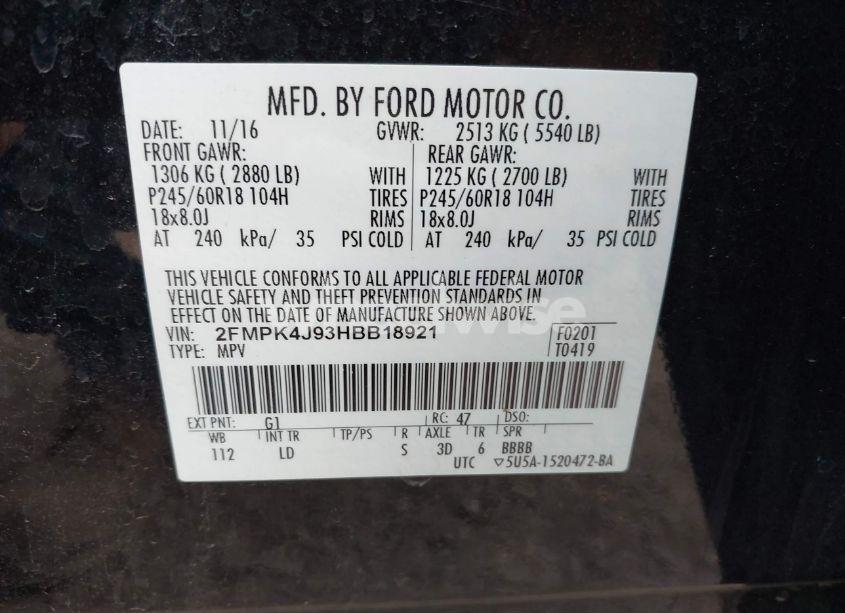 MFD. BY FORD MOTOR CO.
DATE: 11/16 GVWR: 2513 KG ( 5540 LB)
FRONT GAWR: REAR GAWR:
1306 KG ( 2880 LB) WITH 1225 KG ( 2700 LB) WITH
P245/60R18 104H TIRES P245/60R18 104H TIRES
18x8.0J RIMS 18x8.0J RIMS
AT 240 kPa/ 35 PSI COLD AT 240 kPa/ 35 PSI COLD
THIS VEHICLE CONFORMS TO ALL APPLICABLE FEDERAL MOTOR
VEHICLE SAFETY AND THEFT PREVENTION STANDARDS IN
EFFECT ON THE DATE OF MANUFACTURE SHOWN ABOVE.
VIN: 2FMPK4J93HBB18921 F0201
TYPE: MPV T0419
EXT PNT: G1 RC: 47 DSO:
WB INT TR TP/PS R AXLE TR SPR
112 LD S 3D 6 BBBB
UTC ▽5U5A-1520472-BA